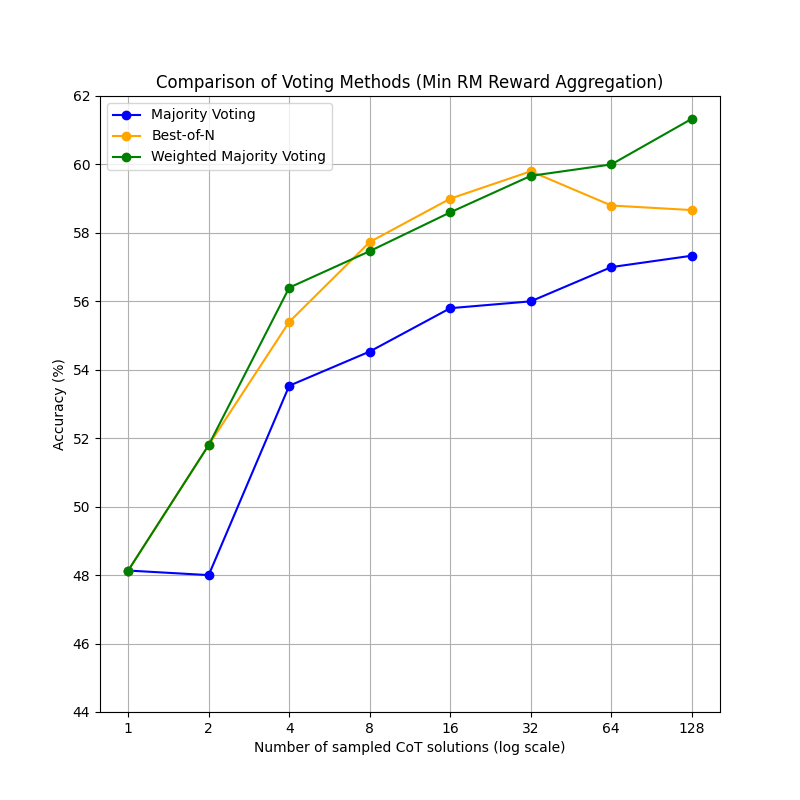 Comparison of Voting Methods (Min RM Reward Aggregation)
Majority Voting
Best-of-N
Weighted Majority Voting
62
60
58
56
54
52
50
48
46
44
Accuracy (%)
1 2 4 8 16 32 64 128
Number of sampled CoT solutions (log scale)